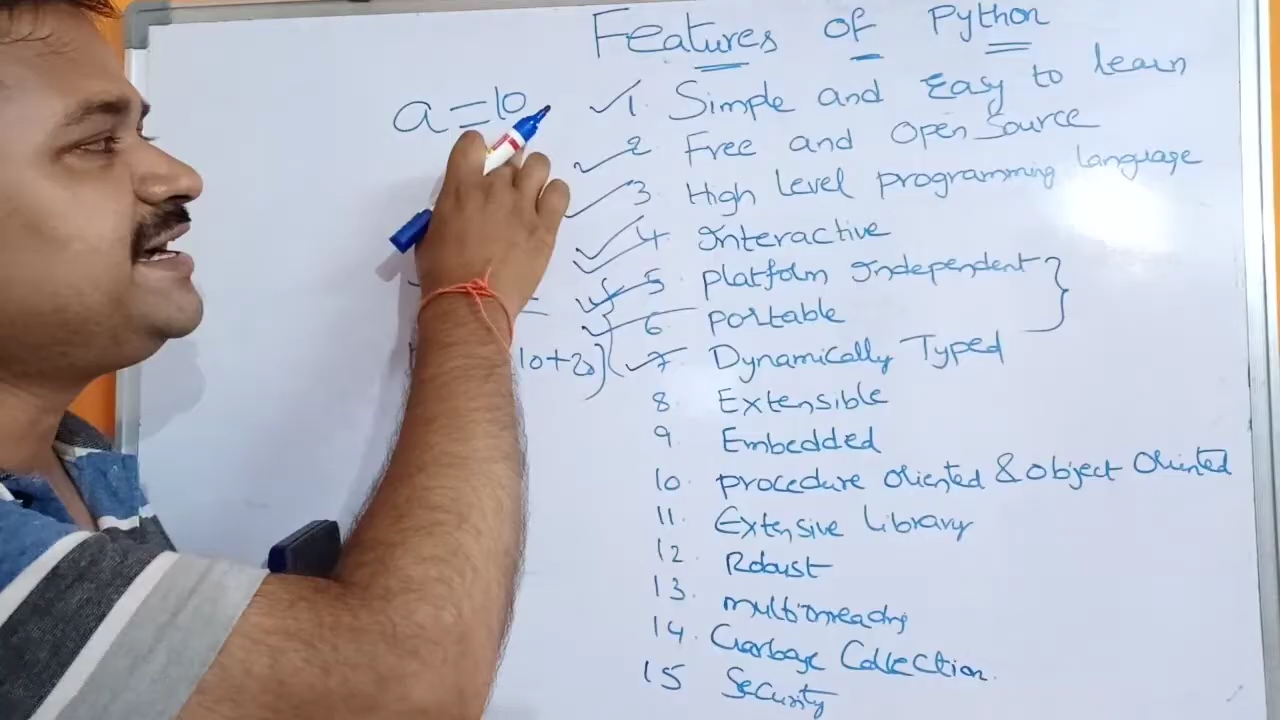 Features of Python
a=10
1. Simple and Easy to learn
2 Free and Open Source
3 High Level programming language
4 Interactive
5 platform Independent
6 portable
10+20
7 Dynamically Typed
8 Extensible
9 Embedded
10 procedure oriented & object oriented
11. Extensive Library
12 Robust
13. multithreading
14. Garbage Collection.
15 Security